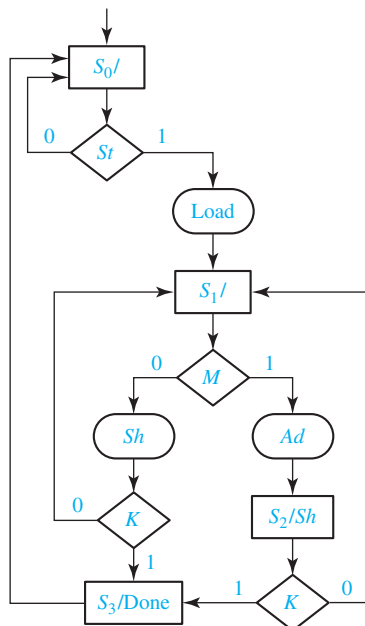 S₀/
0 St 1
Load
S₁/
0 M 1
Sh Ad
0 K S₂/Sh
1
S₃/Done 1 K 0